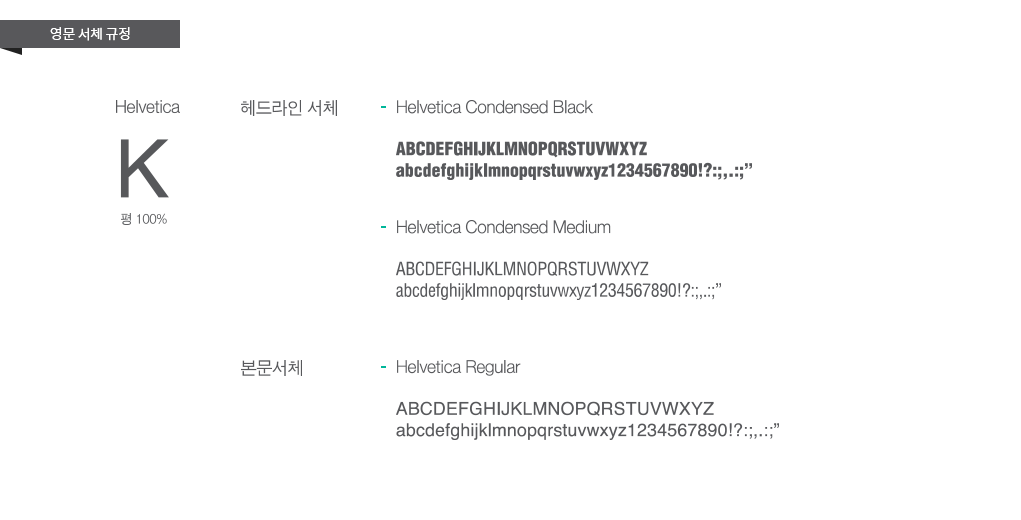 영문 서체 규정
Helvetica
K
평 100%
헤드라인 서체
- Helvetica Condensed Black
ABCDEFGHIJKLMNOPQRSTUVWXYZ
abcdefghijklmnopqrstuvwxyz1234567890!?:;,.:;”
- Helvetica Condensed Medium
ABCDEFGHIJKLMNOPQRSTUVWXYZ
abcdefghijklmnopqrstuvwxyz1234567890!?:;,.:;”
본문서체
- Helvetica Regular
ABCDEFGHIJKLMNOPQRSTUVWXYZ
abcdefghijklmnopqrstuvwxyz1234567890!?:;,.:;”